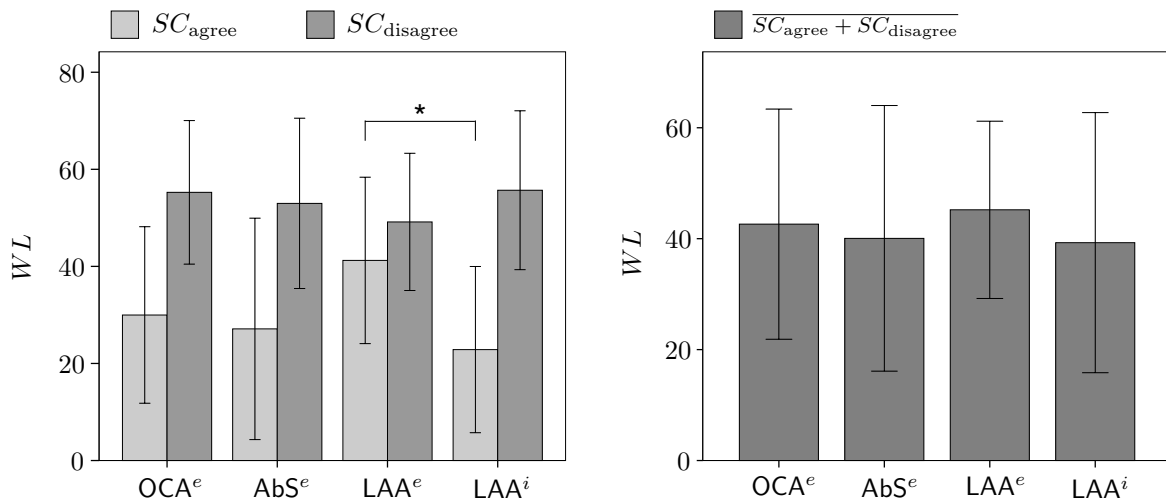 SC_agree SC_disagree
80
60
40
20
0
WL
*
OCA^e AbS^e LAA^e LAA^i
\overline{SC_agree + SC_disagree}
60
40
20
0
WL
OCA^e AbS^e LAA^e LAA^i